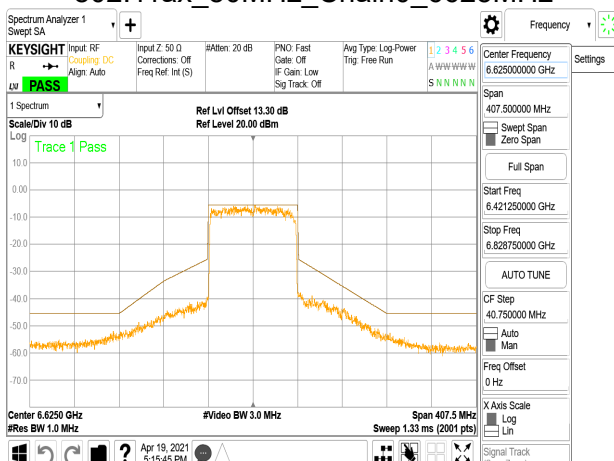 Spectrum Analyzer 1
Swept SA
Frequency
Settings
KEYSIGHT
R
LXI
PASS
Input: RF
Coupling: DC
Align: Auto
Input Z: 50 Ω
Corrections: Off
Freq Ref: Int (S)
#Atten: 20 dB
PNO: Fast
Gate: Off
IF Gain: Low
Sig Track: Off
Avg Type: Log-Power
Trig: Free Run
1 2 3 4 5 6
A W W W W W
S N N N N N
1 Spectrum
Scale/Div 10 dB
Ref Lvl Offset 13.30 dB
Ref Level 20.00 dBm
Log
Trace 1 Pass
10.0
0.00
-10.0
-20.0
-30.0
-40.0
-50.0
-60.0
-70.0
Center 6.6250 GHz
#Res BW 1.0 MHz
#Video BW 3.0 MHz
Span 407.5 MHz
Sweep 1.33 ms (2001 pts)
Apr 19, 2021
5:15:45 PM
Center Frequency
6.625000000 GHz
Span
407.500000 MHz
Swept Span
Zero Span
Full Span
Start Freq
6.421250000 GHz
Stop Freq
6.828750000 GHz
AUTO TUNE
CF Step
40.750000 MHz
Auto
Man
Freq Offset
0 Hz
X Axis Scale
Log
Lin
Signal Track